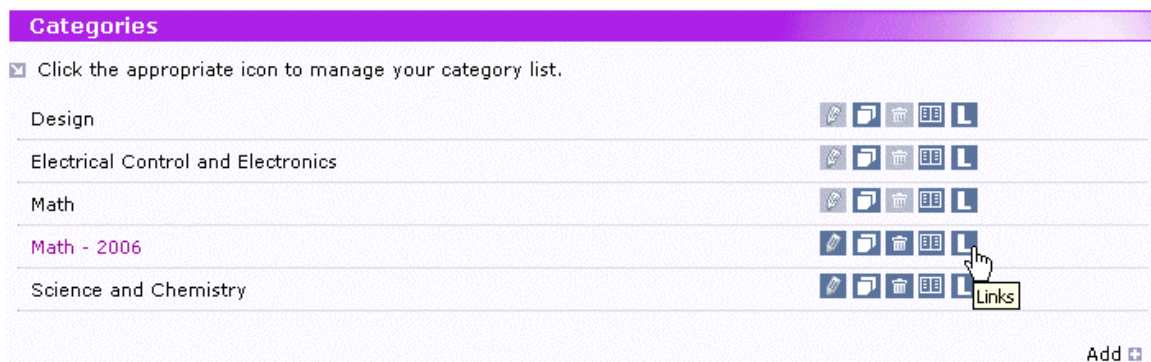 Categories
Click the appropriate icon to manage your category list.
Design
L
Electrical Control and Electronics
L
Math
L
Math - 2006
L
Science and Chemistry
L
Links
Add